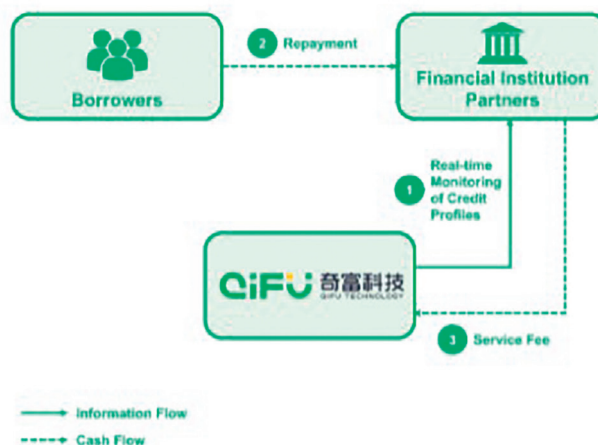 2 Repayment
Borrowers
Financial Institution
Partners
1
Real-time
Monitoring
of Credit
Profiles
QiFU 奇富科技
QIFU TECHNOLOGY
3 Service Fee
Information Flow
Cash Flow